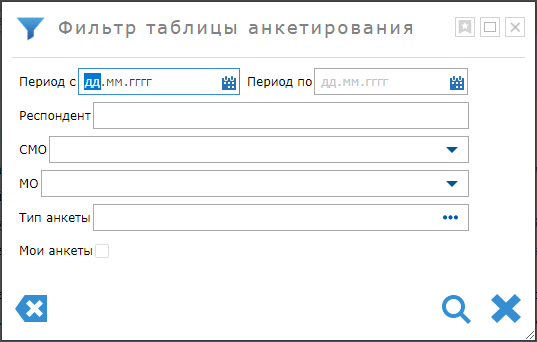 Фильтр таблицы анкетирования
Период с дд.мм.гггг Период по дд.мм.гггг
Респондент
СМО
МО
Тип анкеты
Мои анкеты